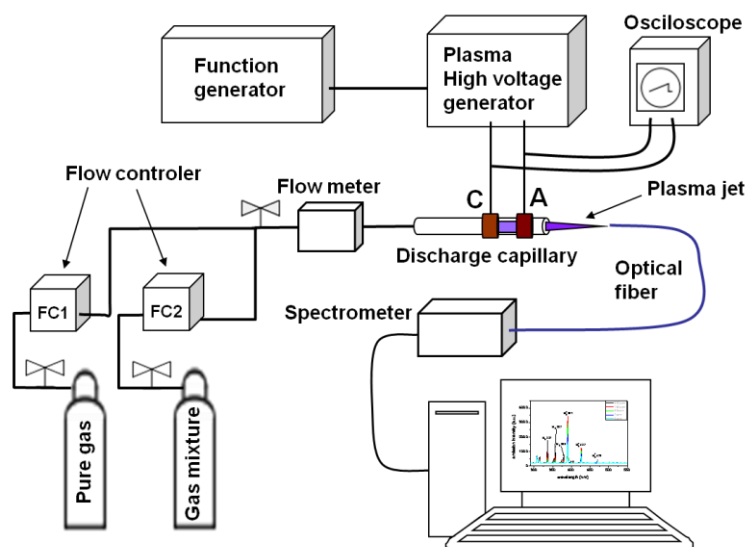 Osciloscope
Function
generator
Plasma
High voltage
generator
Flow controler
Flow meter
C
A
Plasma jet
Discharge capillary
Optical
fiber
FC1
FC2
Spectrometer
Pure gas
Gas mixture